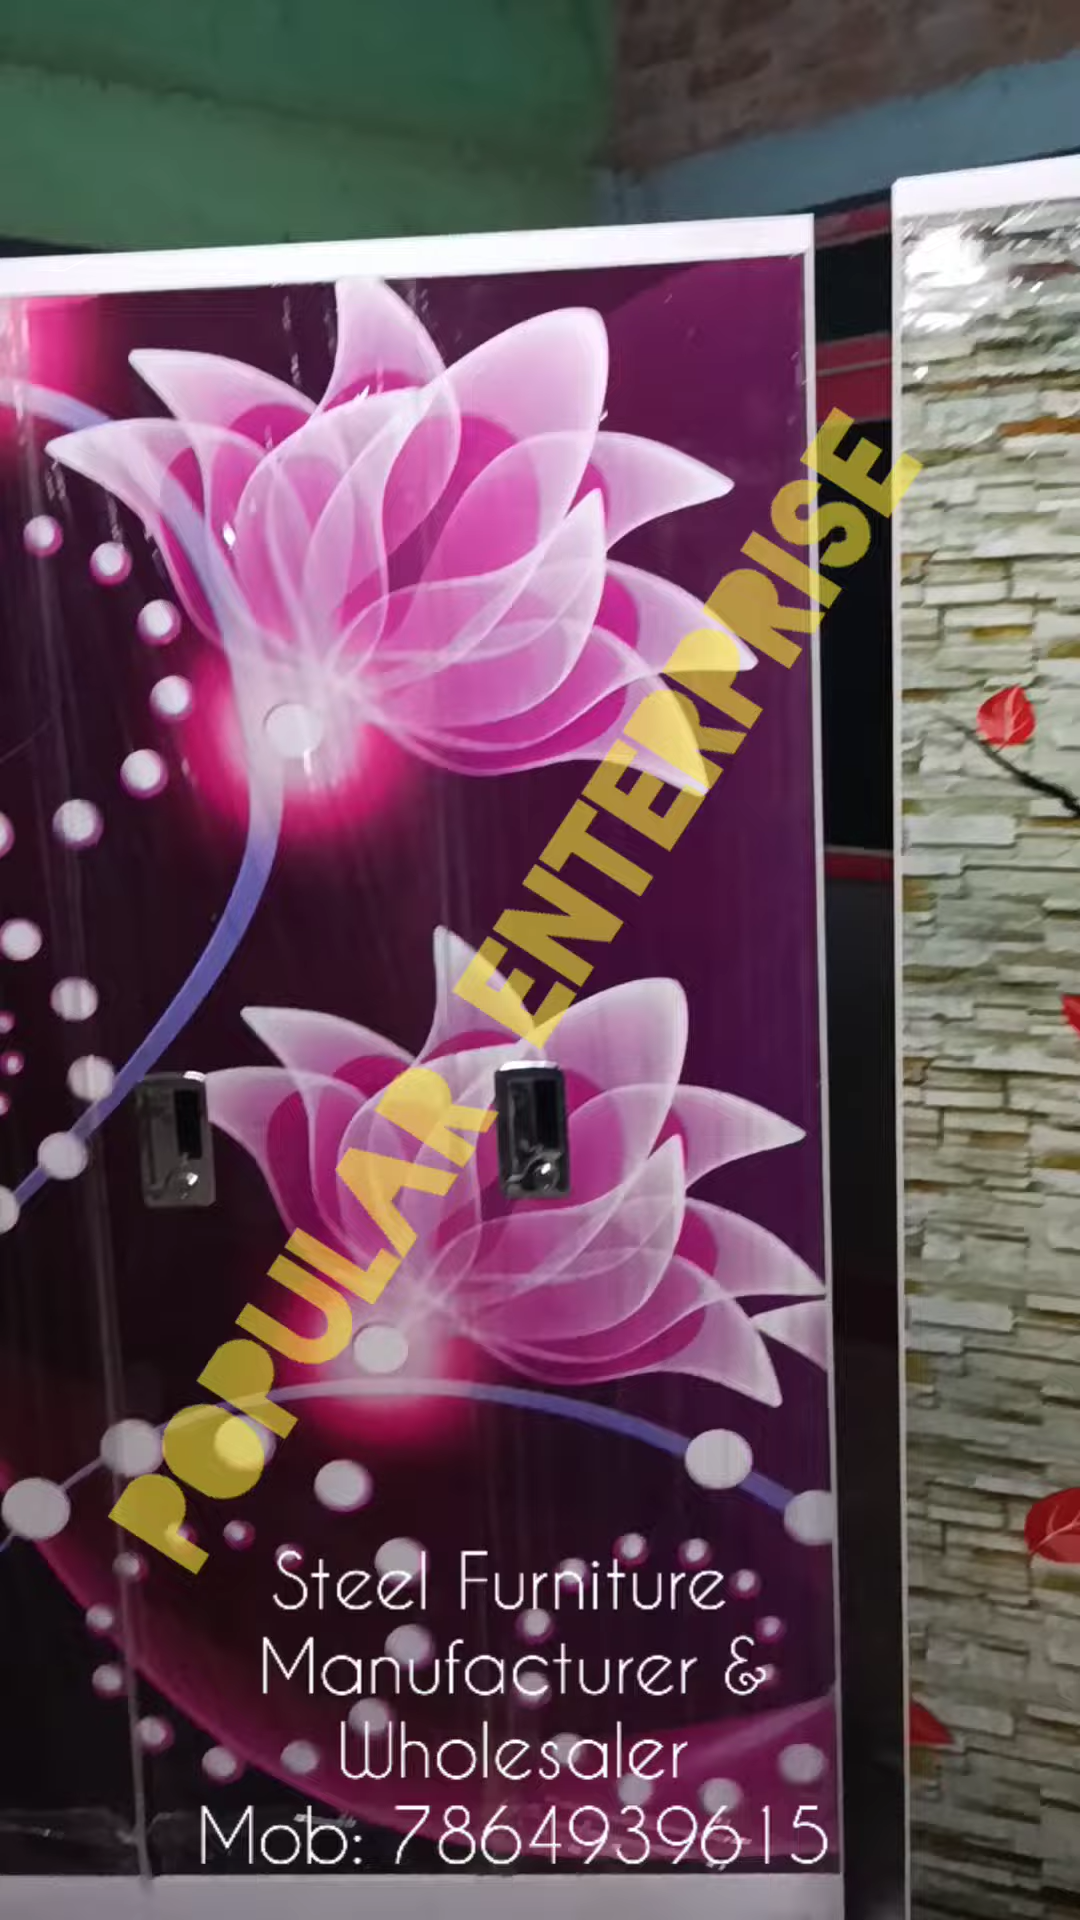 POPULAR ENTERPRISE
Steel Furniture
Manufacturer &
Wholesaler
Mob: 7864939615